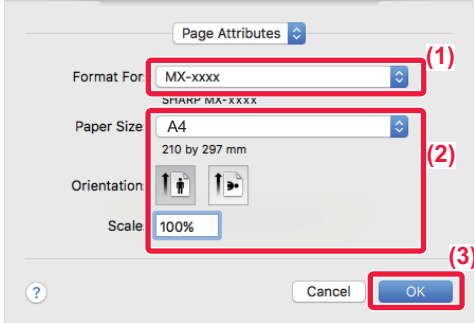 Page Attributes
(1)
Format For: MX-xxxx
SHARP MX-xxxx
Paper Size: A4
210 by 297 mm
(2)
Orientation:
Scale: 100%
(3)
? Cancel OK